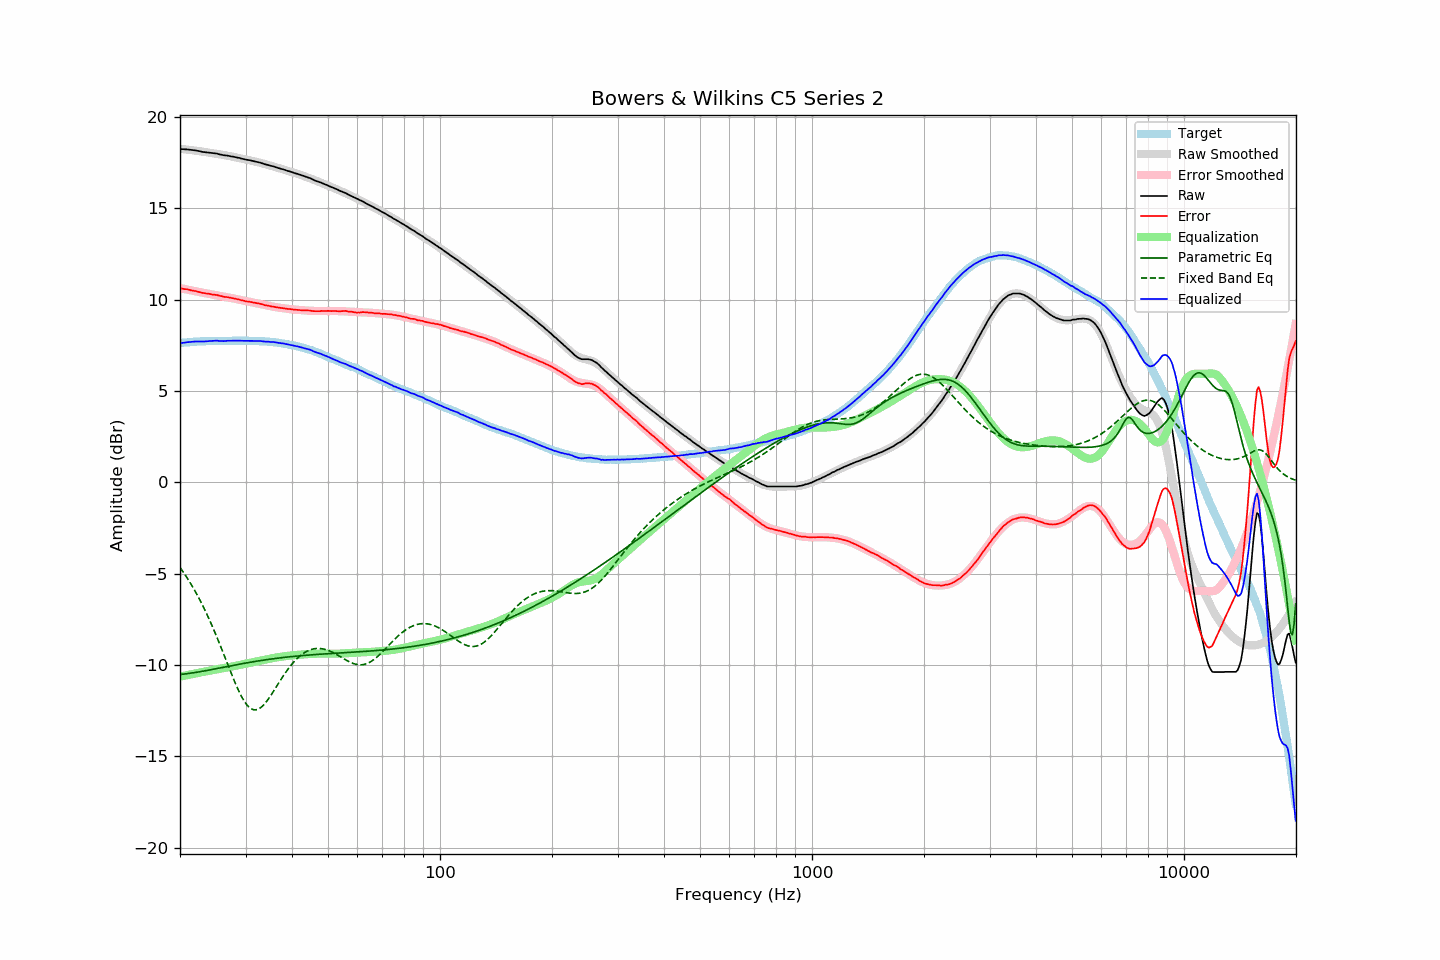 Bowers & Wilkins C5 Series 2
Amplitude (dBr)
20
15
10
5
0
−5
−10
−15
−20
Target
Raw Smoothed
Error Smoothed
Raw
Error
Equalization
Parametric Eq
Fixed Band Eq
Equalized
100
1000
10000
Frequency (Hz)